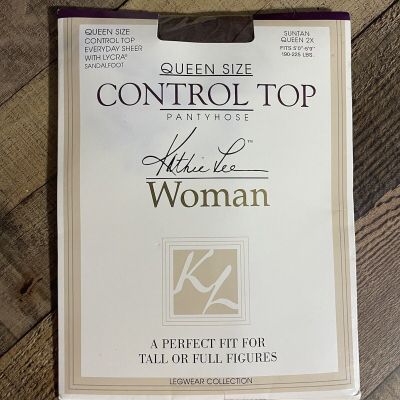 QUEEN SIZE
CONTROL TOP
EVERYDAY SHEER
WITH LYCRA®
SANDALFOOT
SUNTAN
QUEEN 2X
FITS 5'0"-5'9"
190-225 LBS.
QUEEN SIZE
CONTROL TOP
PANTYHOSE
Kathie Lee™
Woman
KL
A PERFECT FIT FOR
TALL OR FULL FIGURES
LEGWEAR COLLECTION